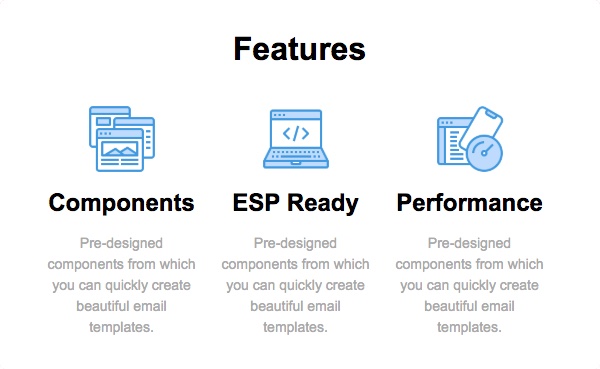 Features
</>
Components
ESP Ready
Performance
Pre-designed
components from which
you can quickly create
beautiful email
templates.
Pre-designed
components from which
you can quickly create
beautiful email
templates.
Pre-designed
components from which
you can quickly create
beautiful email
templates.